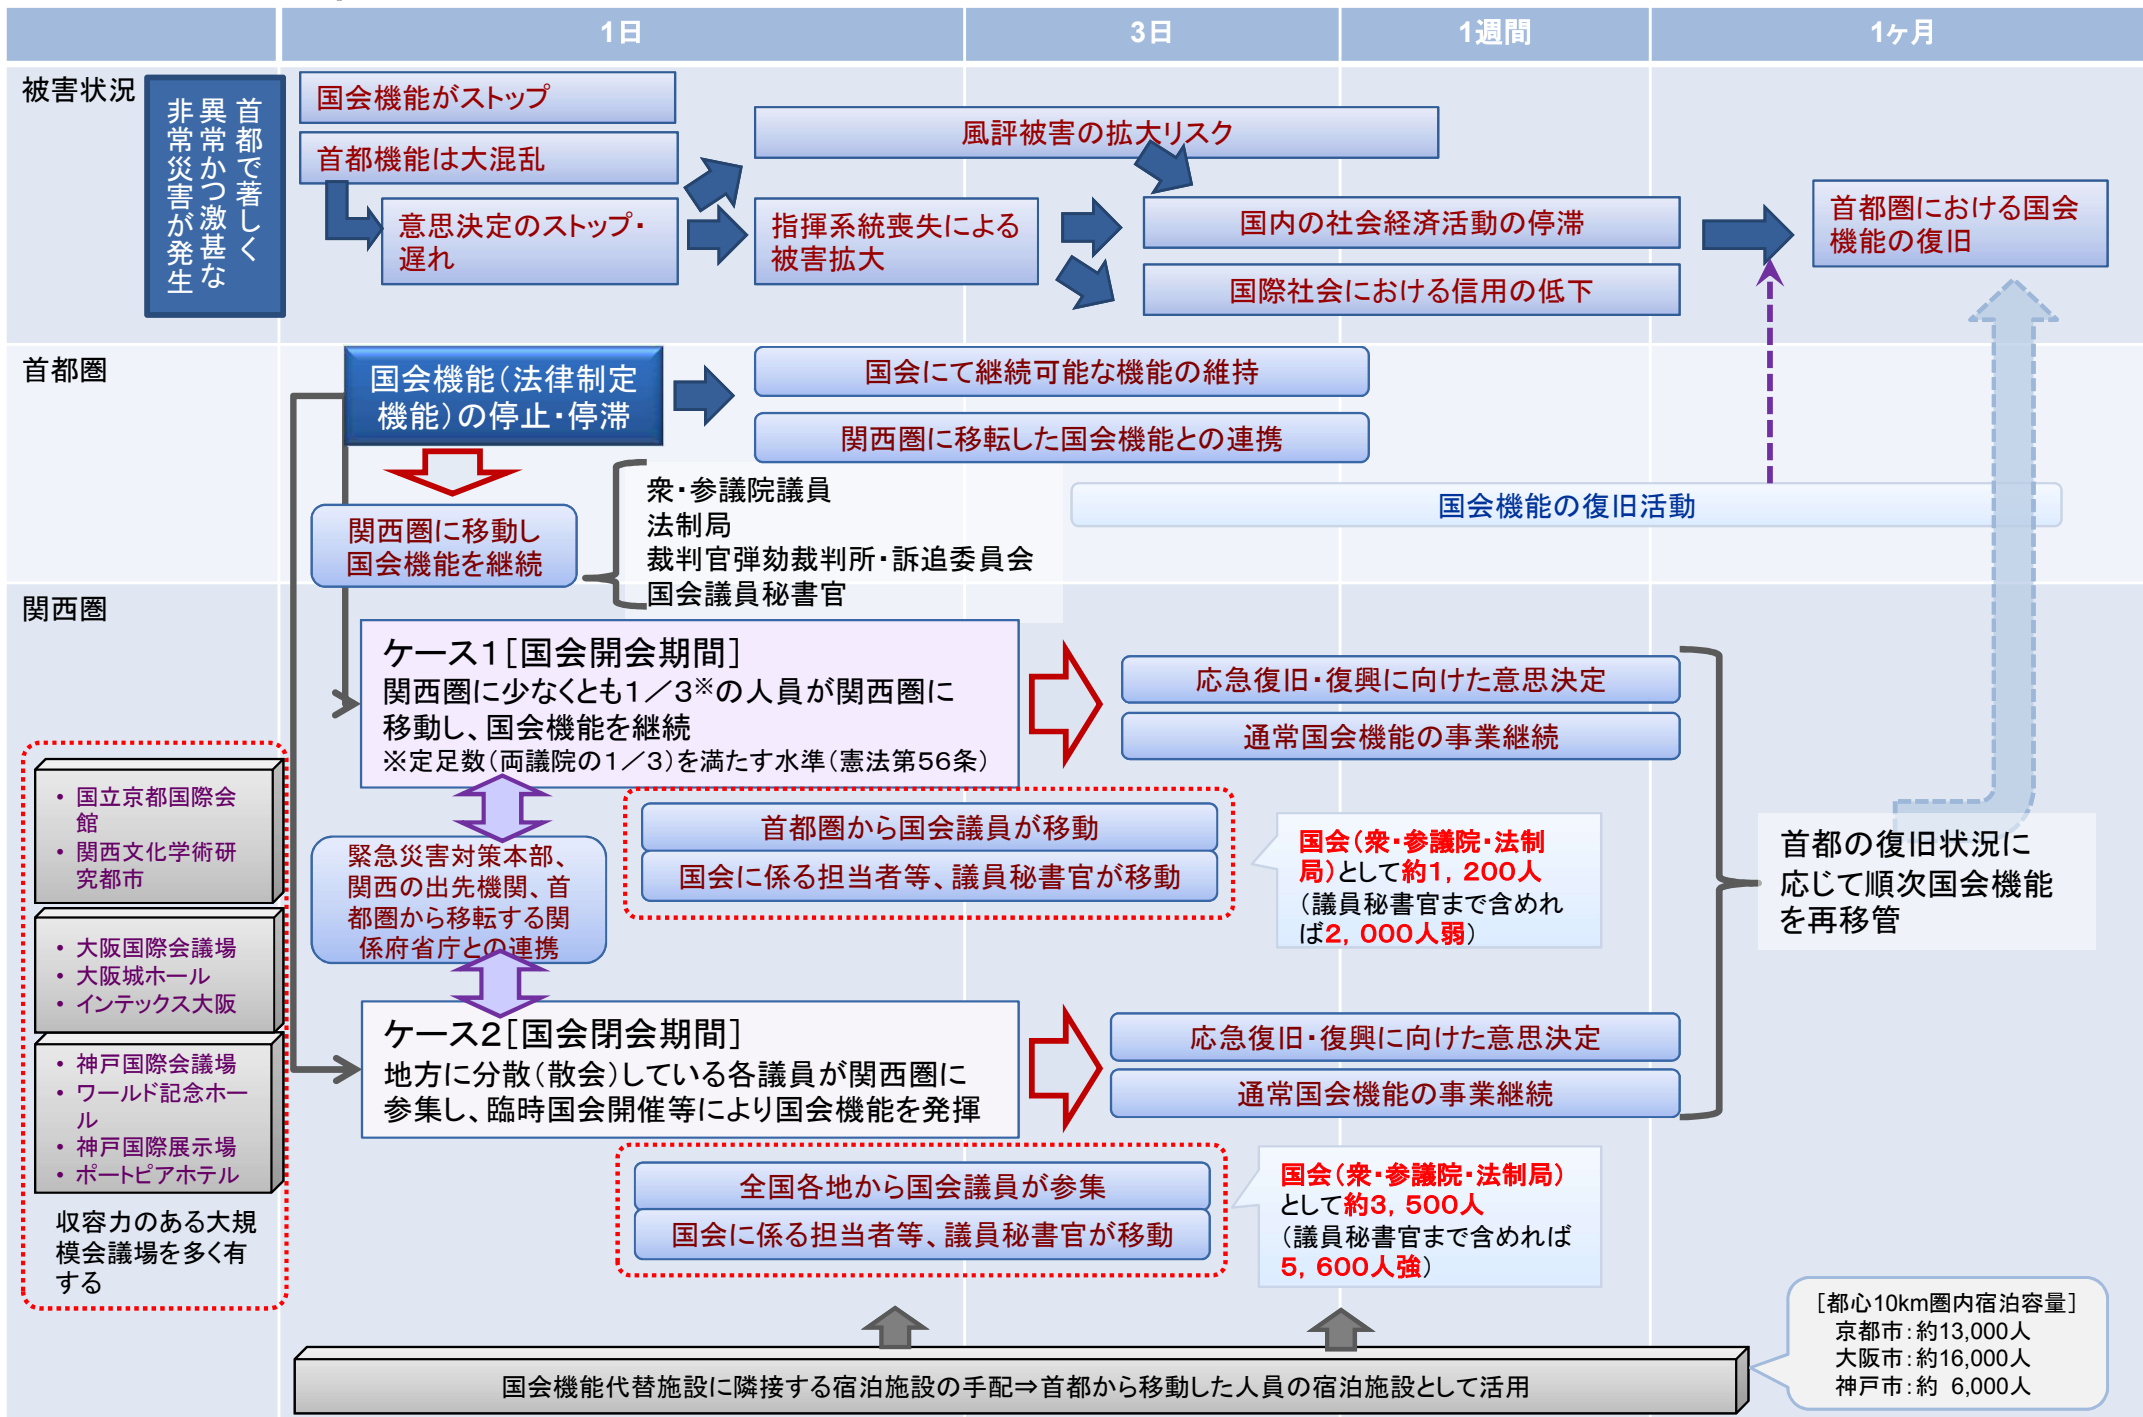 1日
3日
1週間
1ヶ月
被害状況
首都で著しく
異常かつ激甚な
非常災害が発生
国会機能がストップ
首都機能は大混乱
意思決定のストップ・
遅れ
風評被害の拡大リスク
指揮系統喪失による
被害拡大
国内の社会経済活動の停滞
国際社会における信用の低下
首都圏における国会
機能の復旧
首都圏
国会機能(法律制定
機能)の停止・停滞
国会にて継続可能な機能の維持
関西圏に移転した国会機能との連携
関西圏に移動し
国会機能を継続
衆・参議院議員
法制局
裁判官弾劾裁判所・訴追委員会
国会議員秘書官
国会機能の復旧活動
関西圏
ケース1[国会開会期間]
関西圏に少なくとも1/3※の人員が関西圏に
移動し、国会機能を継続
※定足数(両議院の1/3)を満たす水準(憲法第56条)
応急復旧・復興に向けた意思決定
通常国会機能の事業継続
首都圏から国会議員が移動
国会に係る担当者等、議員秘書官が移動
国会(衆・参議院・法制
局)として約1,200人
(議員秘書官まで含めれ
ば2,000人弱)
緊急災害対策本部、
関西の出先機関、首
都圏から移転する関
係府省庁との連携
首都の復旧状況に
応じて順次国会機能
を再移管
・国立京都国際会
館
・関西文化学術研
究都市
・大阪国際会議場
・大阪城ホール
・インテックス大阪
・神戸国際会議場
・ワールド記念ホー
ル
・神戸国際展示場
・ポートピアホテル
収容力のある大規
模会議場を多く有
する
ケース2[国会閉会期間]
地方に分散(散会)している各議員が関西圏に
参集し、臨時国会開催等により国会機能を発揮
応急復旧・復興に向けた意思決定
通常国会機能の事業継続
全国各地から国会議員が参集
国会に係る担当者等、議員秘書官が移動
国会(衆・参議院・法制局)
として約3,500人
(議員秘書官まで含めれば
5,600人強)
国会機能代替施設に隣接する宿泊施設の手配⇒首都から移動した人員の宿泊施設として活用
[都心10km圏内宿泊容量]
京都市:約13,000人
大阪市:約16,000人
神戸市:約 6,000人